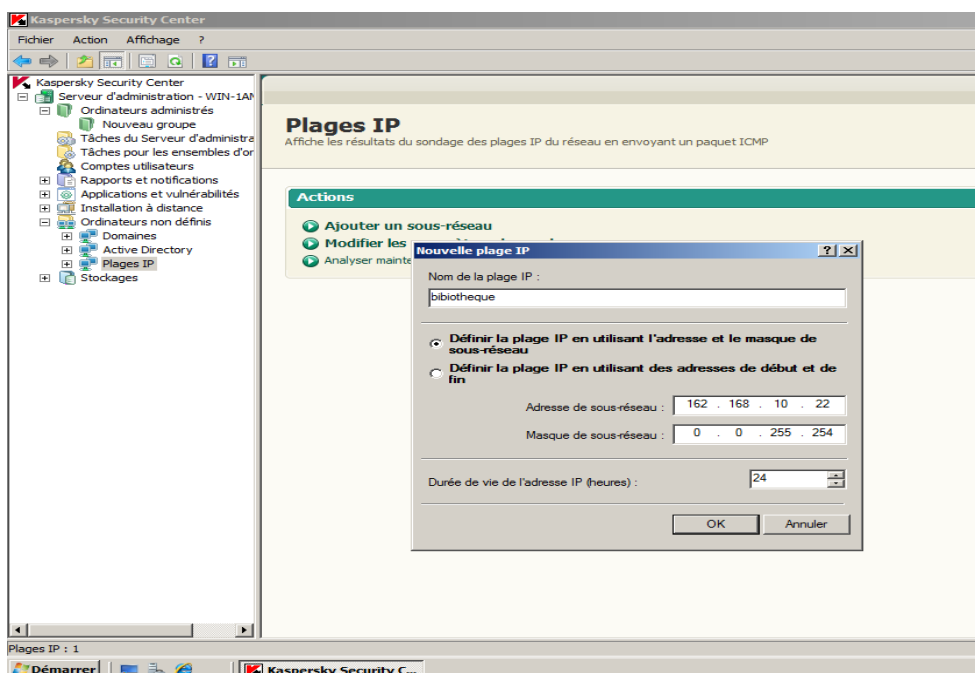 Kaspersky Security Center
Fichier Action Affichage ?
Kaspersky Security Center
Serveur d'administration - WIN-1AN
Ordinateurs administrés
Nouveau groupe
Tâches du Serveur d'administra
Tâches pour les ensembles d'or
Comptes utilisateurs
Rapports et notifications
Applications et vulnérabilités
Installation à distance
Ordinateurs non définis
Domaines
Active Directory
Plages IP
Stockages
Plages IP
Affiche les résultats du sondage des plages IP du réseau en envoyant un paquet ICMP
Actions
Ajouter un sous-réseau
Modifier les
Analyser mainte
Nouvelle plage IP
Nom de la plage IP :
bibiotheque
Définir la plage IP en utilisant l'adresse et le masque de
sous-réseau
Définir la plage IP en utilisant des adresses de début et de
fin
Adresse de sous-réseau : 162 . 168 . 10 . 22
Masque de sous-réseau : 0 . 0 . 255 . 254
Durée de vie de l'adresse IP (heures) : 24
OK Annuler
Plages IP : 1
Démarrer Kaspersky Security C...